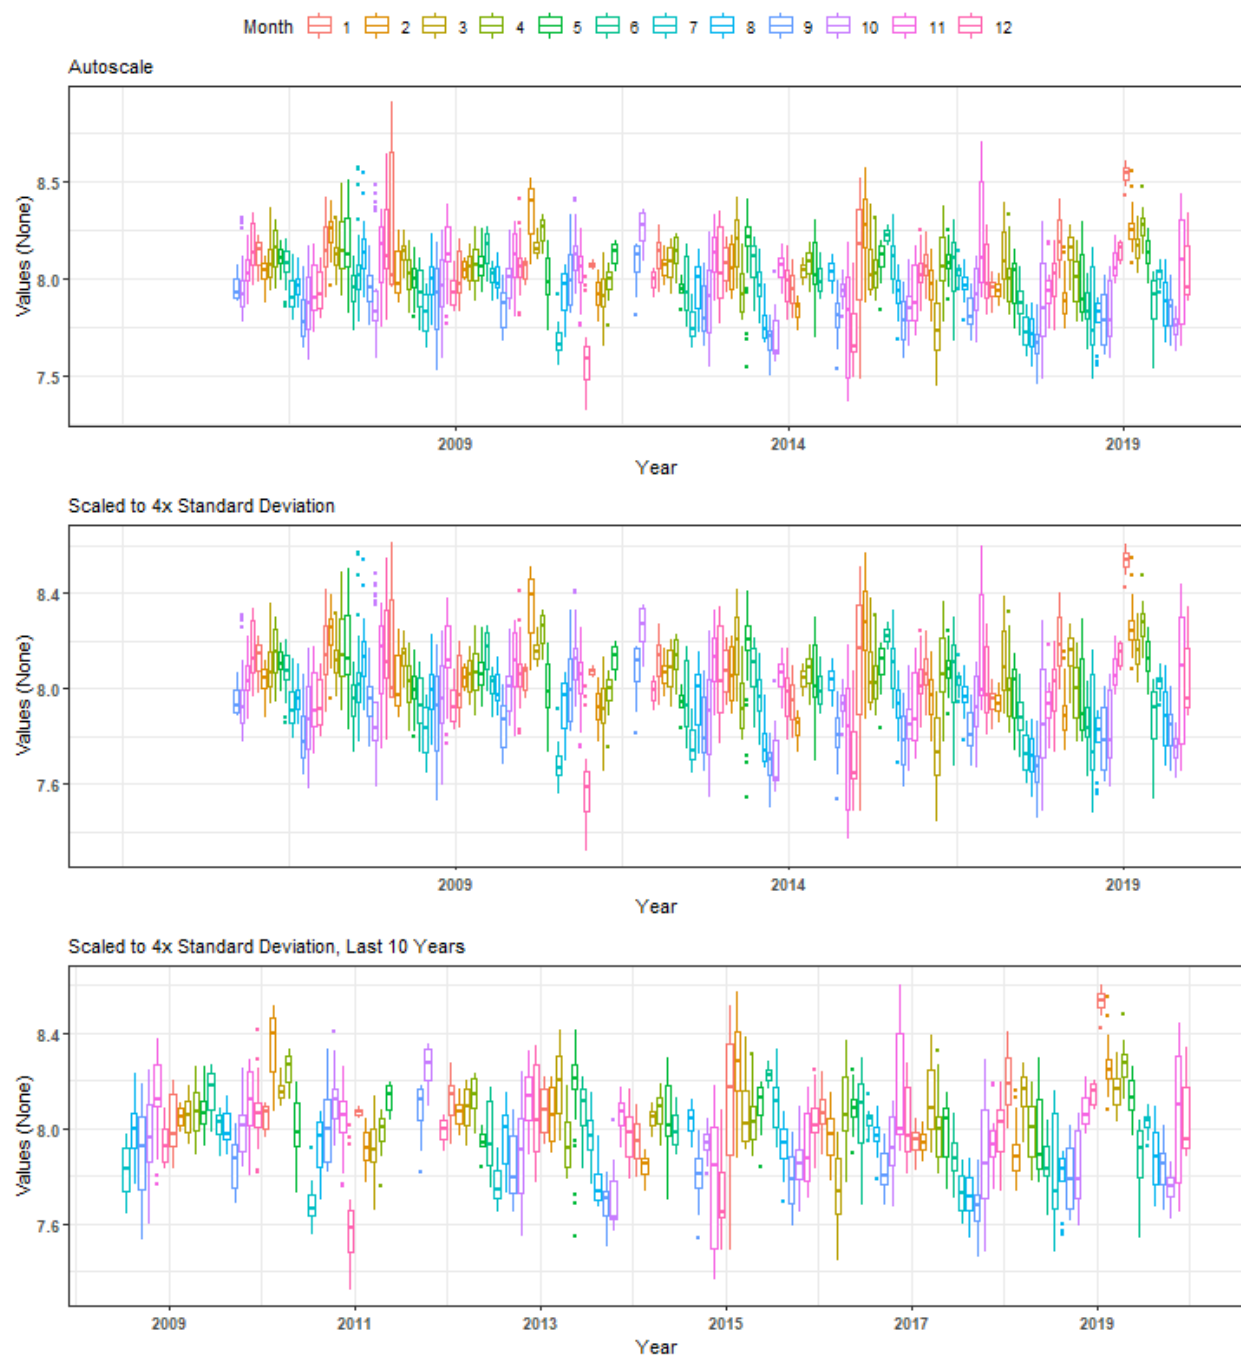 Month 1 2 3 4 5 6 7 8 9 10 11 12
Autoscale
Values (None)
8.5
8.0
7.5
2009 2014 2019
Year
Scaled to 4x Standard Deviation
Values (None)
8.4
8.0
7.6
2009 2014 2019
Year
Scaled to 4x Standard Deviation, Last 10 Years
Values (None)
8.4
8.0
7.6
2009 2011 2013 2015 2017 2019
Year